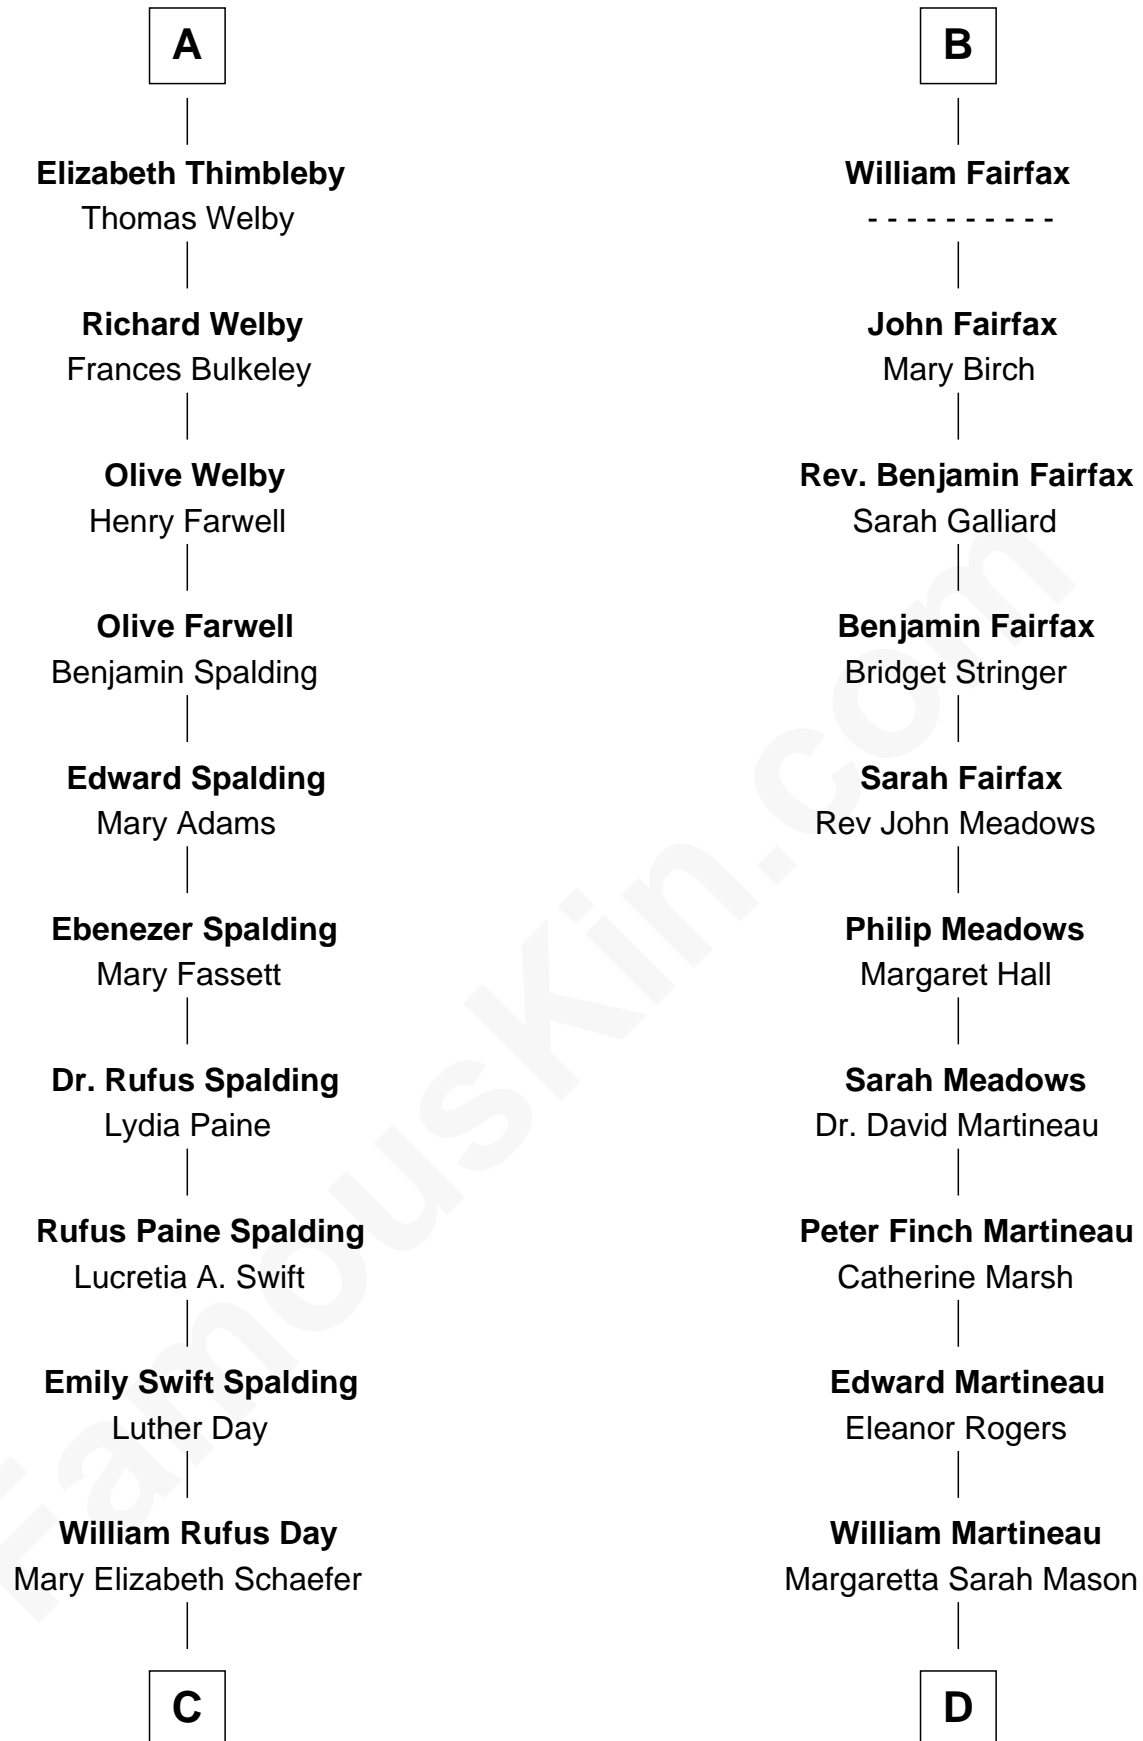 A
Elizabeth Thimbleby
Thomas Welby
Richard Welby
Frances Bulkeley
Olive Welby
Henry Farwell
Olive Farwell
Benjamin Spalding
Edward Spalding
Mary Adams
Ebenezer Spalding
Mary Fassett
Dr. Rufus Spalding
Lydia Paine
Rufus Paine Spalding
Lucretia A. Swift
Emily Swift Spalding
Luther Day
William Rufus Day
Mary Elizabeth Schaefer
C
B
William Fairfax
- - - - - - - - - -
John Fairfax
Mary Birch
Rev. Benjamin Fairfax
Sarah Galliard
Benjamin Fairfax
Bridget Stringer
Sarah Fairfax
Rev John Meadows
Philip Meadows
Margaret Hall
Sarah Meadows
Dr. David Martineau
Peter Finch Martineau
Catherine Marsh
Edward Martineau
Eleanor Rogers
William Martineau
Margaretta Sarah Mason
D
FamousKin.com